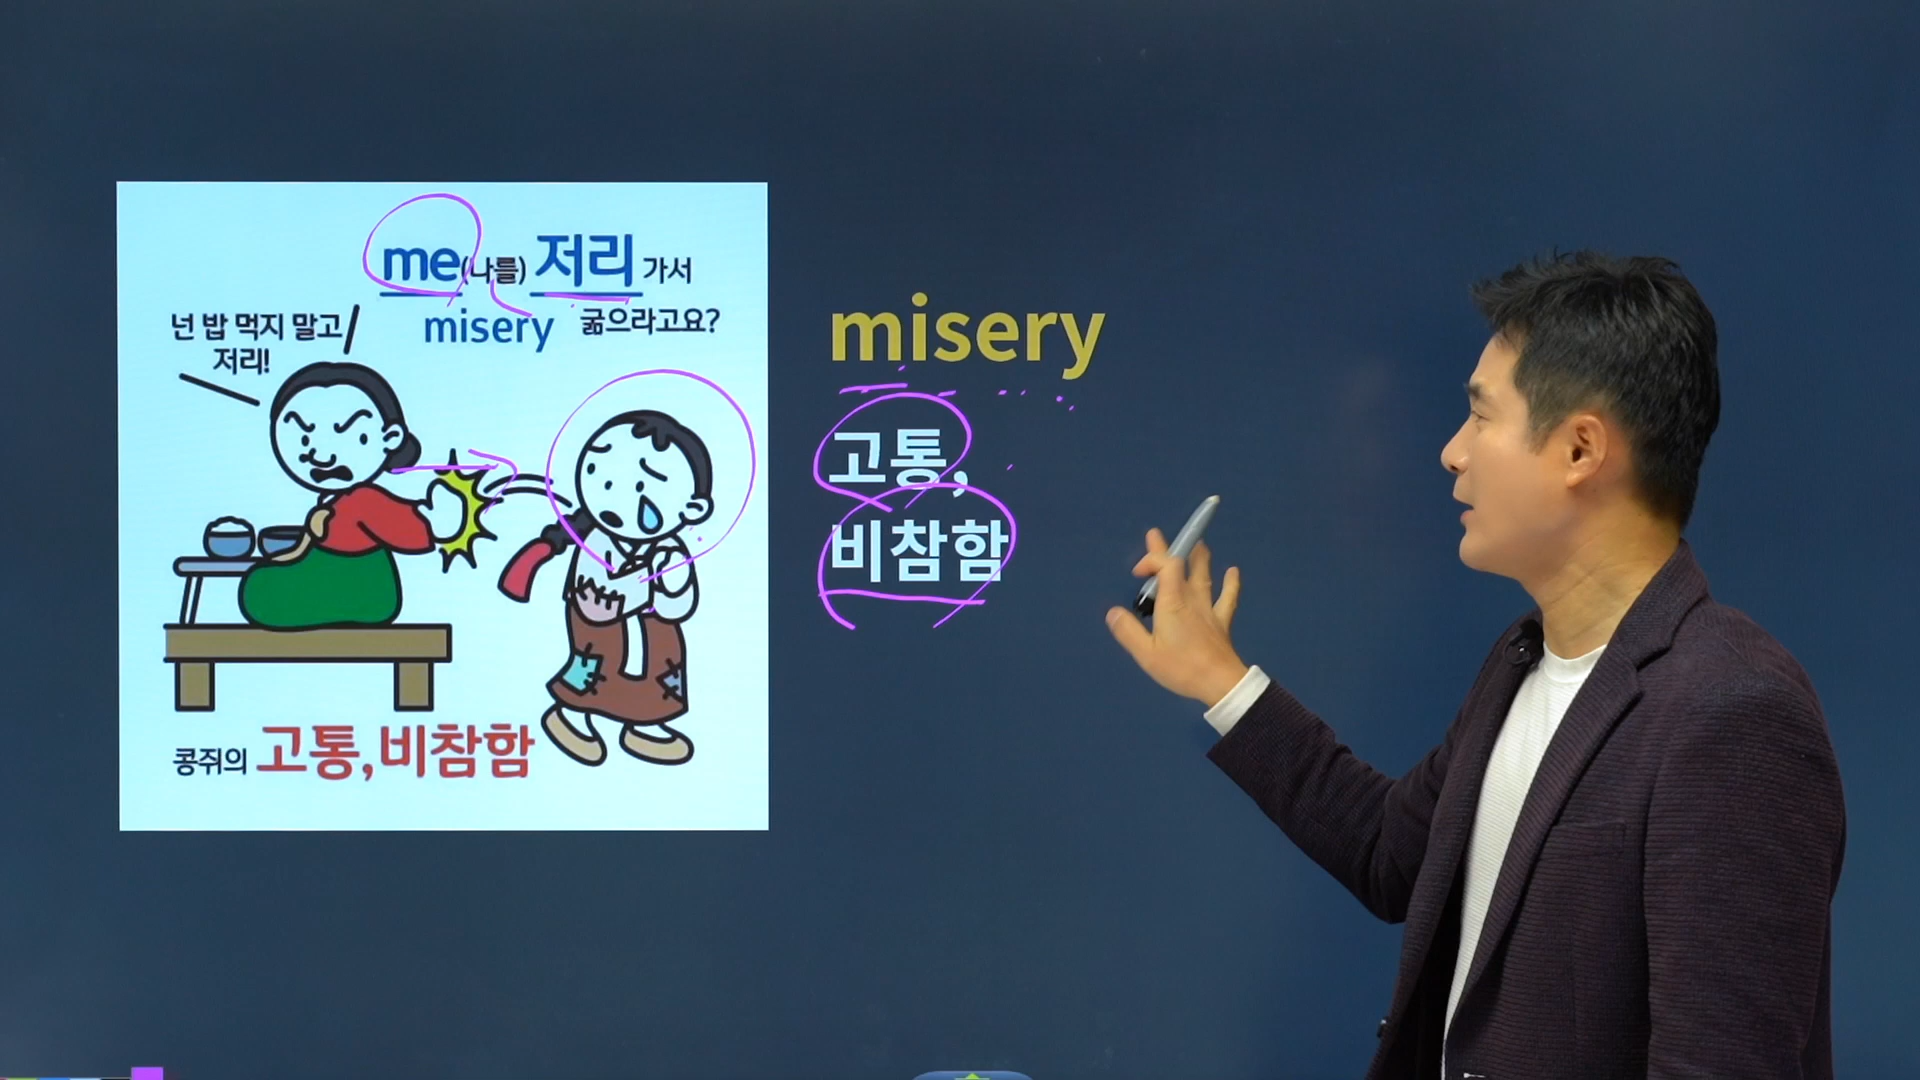 me(나를) 저리 가서
misery 굶으라고요?
넌 밥 먹지 말고
저리!
콩쥐의 고통,비참함
misery
고통,
비참함